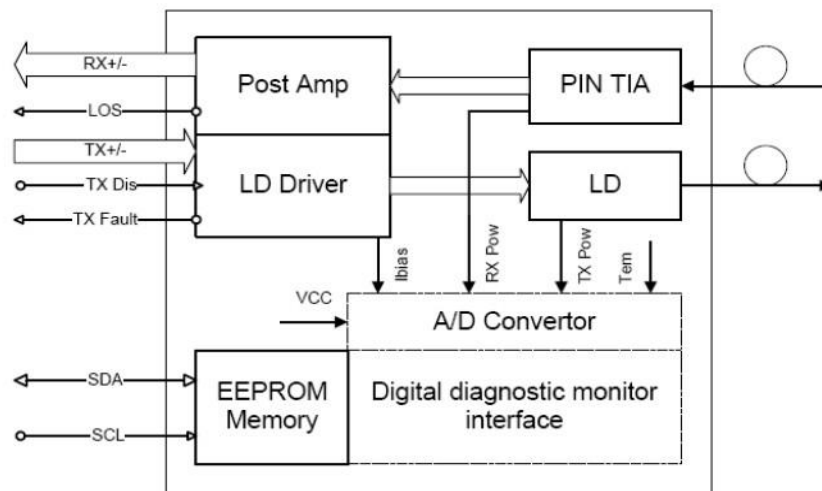 RX+/-
Post Amp
PIN TIA
LOS
TX+/-
TX Dis
LD Driver
LD
TX Fault
Ibias
RX Pow
TX Pow
Tem
VCC
A/D Convertor
SDA
EEPROM
Memory
Digital diagnostic monitor
interface
SCL